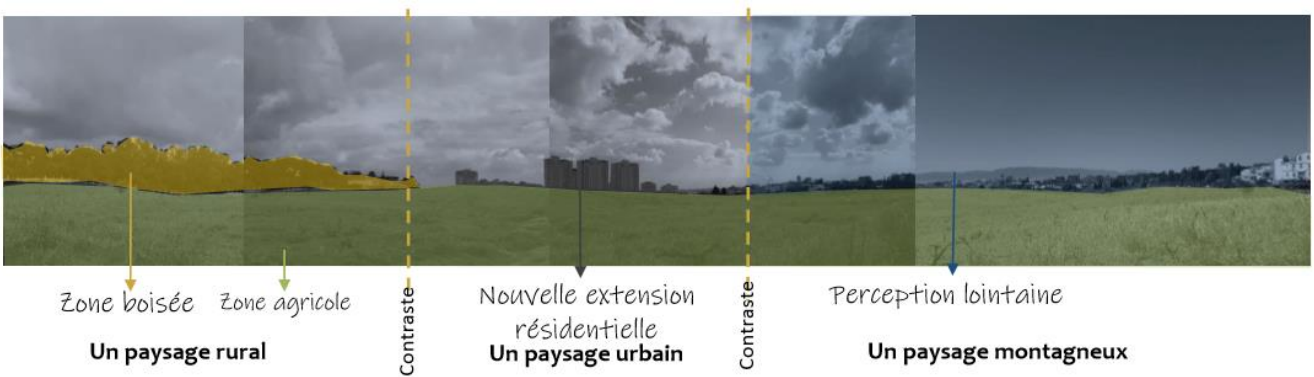 Zone boisée
Zone agricole
Un paysage rural
Contraste
Nouvelle extension
résidentielle
Un paysage urbain
Contraste
Perception lointaine
Un paysage montagneux